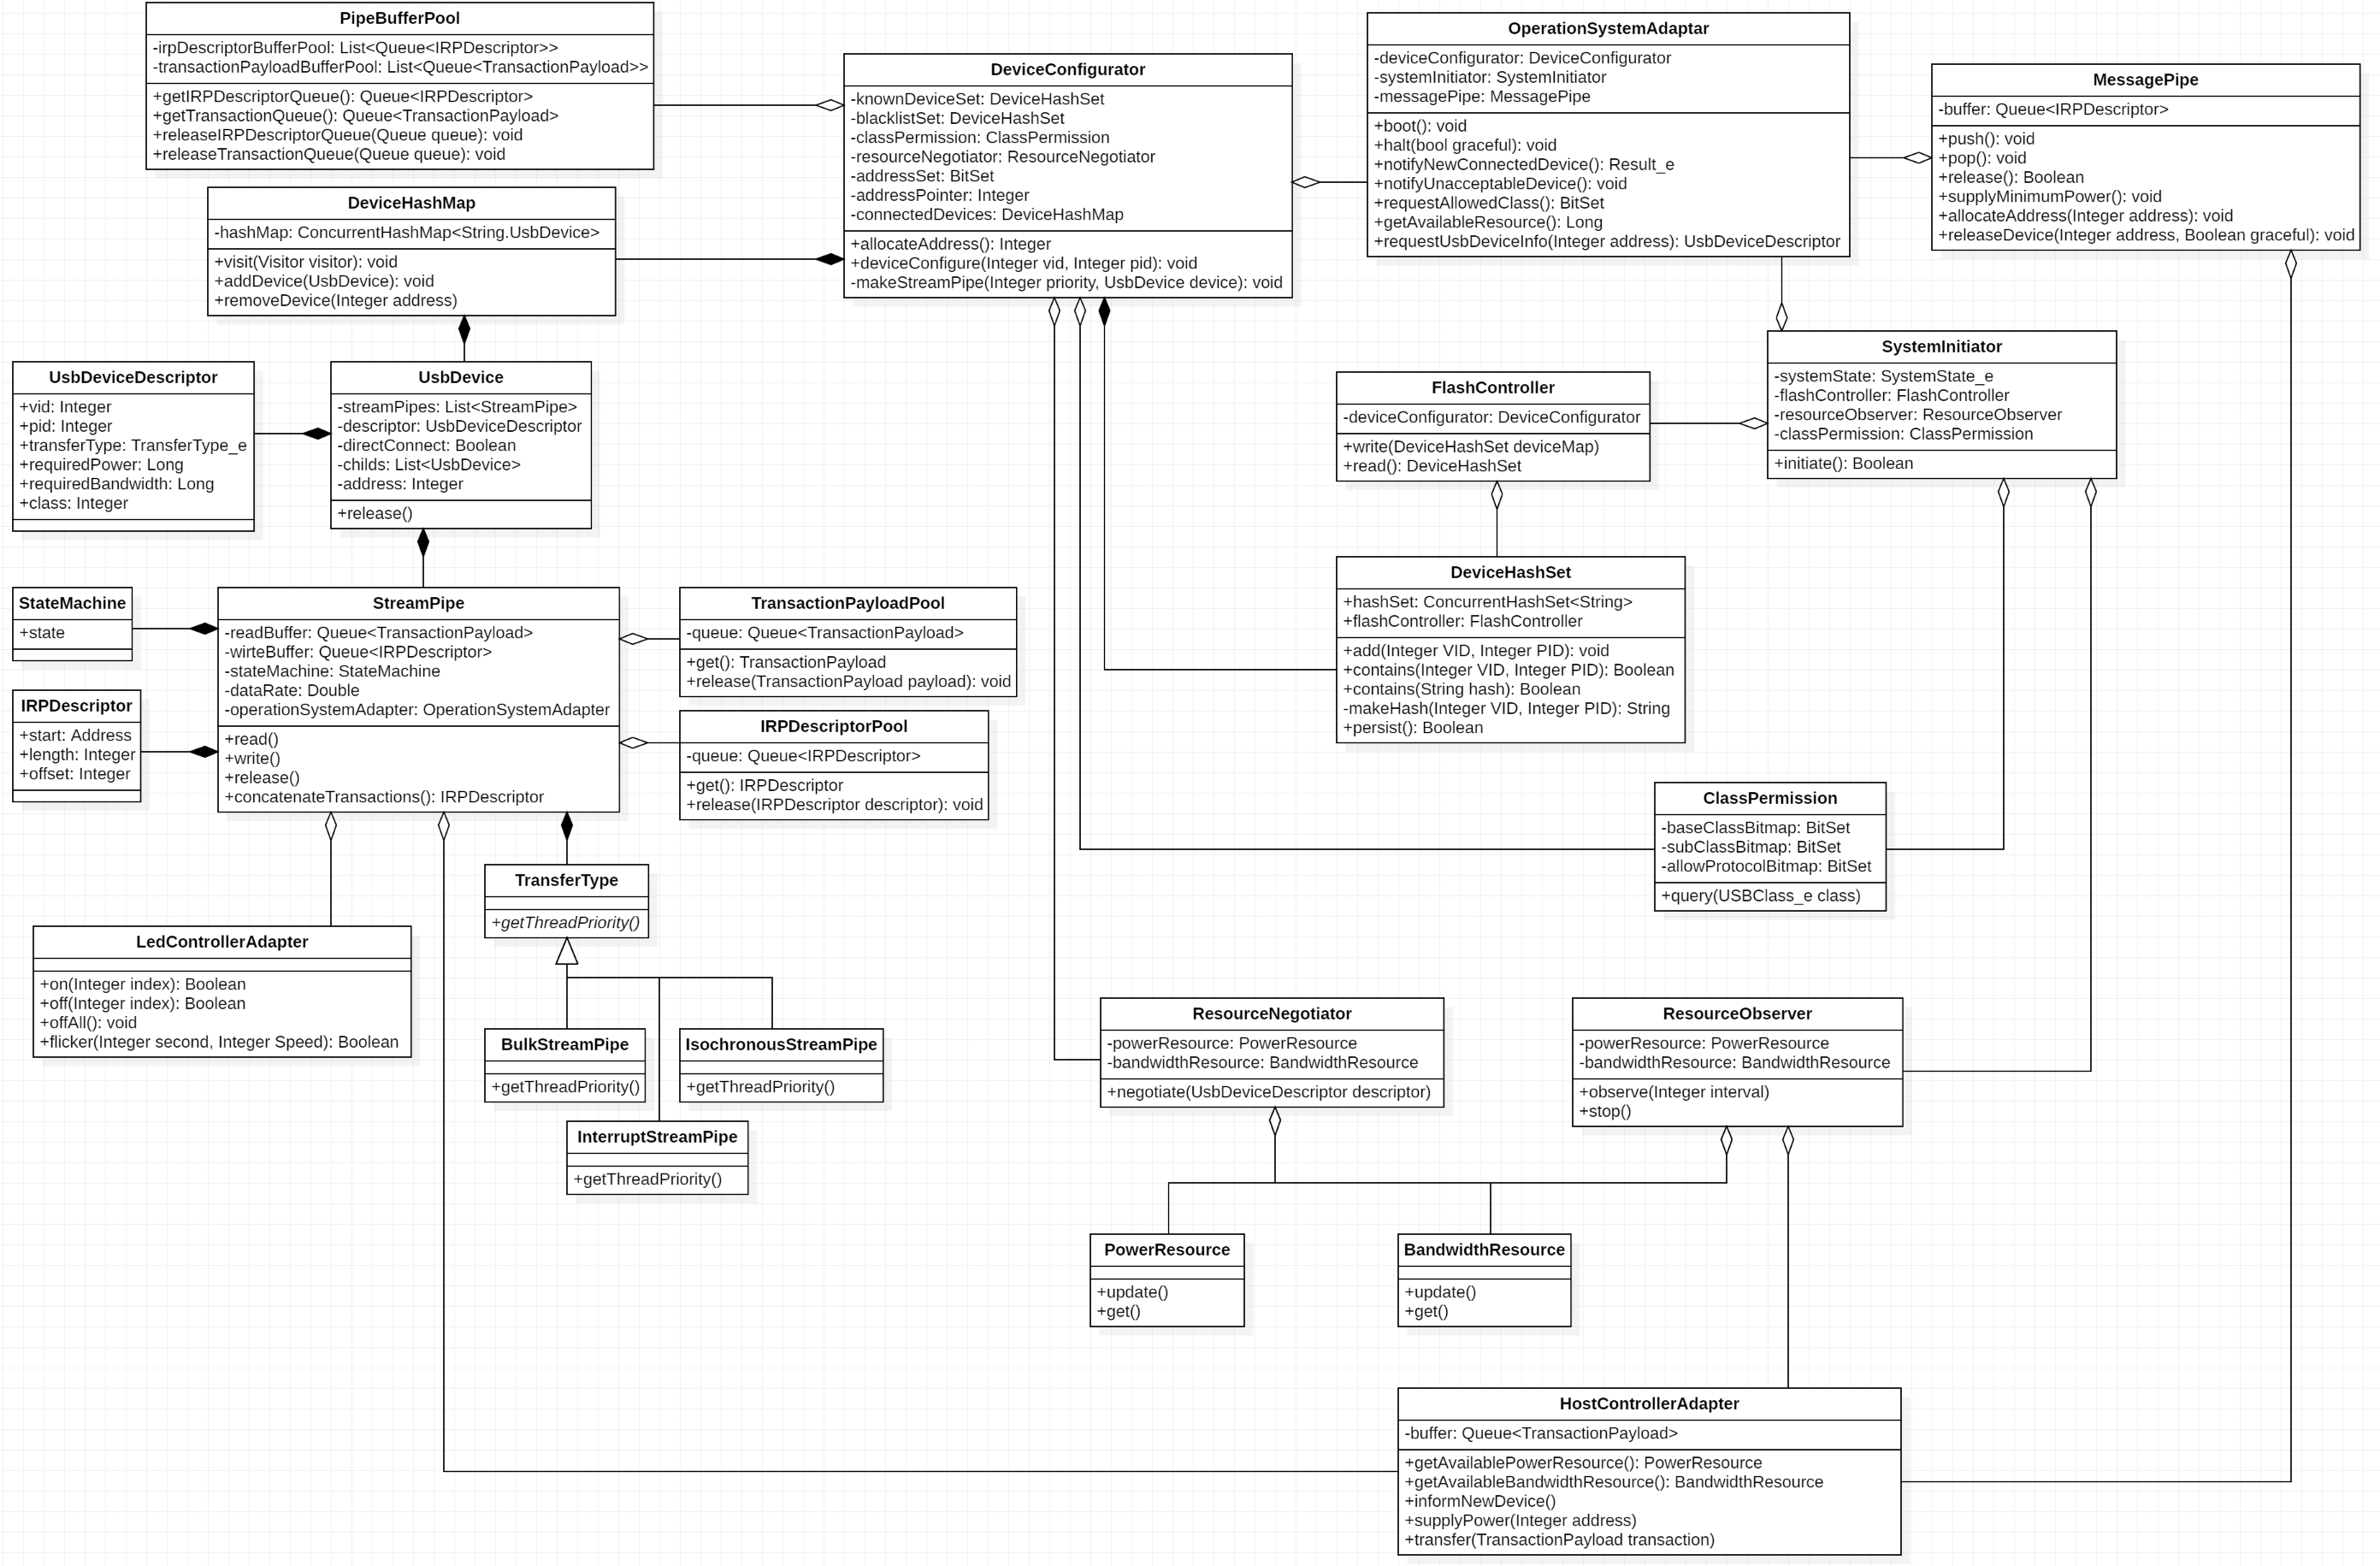 PipeBufferPool
-irpDescriptorBufferPool: List<Queue<IRPDescriptor>>
-transactionPayloadBufferPool: List<Queue<TransactionPayload>>
+getIRPDescriptorQueue(): Queue<IRPDescriptor>
+getTransactionQueue(): Queue<TransactionPayload>
+releaseIRPDescriptorQueue(Queue queue): void
+releaseTransactionQueue(Queue queue): void
DeviceConfigurator
-knownDeviceSet: DeviceHashSet
-blacklistSet: DeviceHashSet
-classPermission: ClassPermission
-resourceNegotiator: ResourceNegotiator
-addressSet: BitSet
-addressPointer: Integer
-connectedDevices: DeviceHashMap
+allocateAddress(): Integer
+deviceConfigure(Integer vid, Integer pid): void
-makeStreamPipe(Integer priority, UsbDevice device): void
OperationSystemAdaptar
-deviceConfigurator: DeviceConfigurator
-systemInitiator: SystemInitiator
-messagePipe: MessagePipe
+boot(): void
+halt(bool graceful): void
+notifyNewConnectedDevice(): Result_e
+notifyUnacceptableDevice(): void
+requestAllowedClass(): BitSet
+getAvailableResource(): Long
+requestUsbDeviceInfo(Integer address): UsbDeviceDescriptor
MessagePipe
-buffer: Queue<IRPDescriptor>
+push(): void
+pop(): void
+release(): Boolean
+supplyMinimumPower(): void
+allocateAddress(Integer address): void
+releaseDevice(Integer address, Boolean graceful): void
DeviceHashMap
-hashMap: ConcurrentHashMap<String.UsbDevice>
+visit(Visitor visitor): void
+addDevice(UsbDevice): void
+removeDevice(Integer address)
UsbDeviceDescriptor
+vid: Integer
+pid: Integer
+transferType: TransferType_e
+requiredPower: Long
+requiredBandwidth: Long
+class: Integer
UsbDevice
-streamPipes: List<StreamPipe>
-descriptor: UsbDeviceDescriptor
-directConnect: Boolean
-childs: List<UsbDevice>
-address: Integer
+release()
FlashController
-deviceConfigurator: DeviceConfigurator
+write(DeviceHashSet deviceMap)
+read(): DeviceHashSet
SystemInitiator
-systemState: SystemState_e
-flashController: FlashController
-resourceObserver: ResourceObserver
-classPermission: ClassPermission
+initiate(): Boolean
StateMachine
+state
IRPDescriptor
+start: Address
+length: Integer
+offset: Integer
StreamPipe
-readBuffer: Queue<TransactionPayload>
-wirteBuffer: Queue<IRPDescriptor>
-stateMachine: StateMachine
-dataRate: Double
-operationSystemAdapter: OperationSystemAdapter
+read()
+write()
+release()
+concatenateTransactions(): IRPDescriptor
TransactionPayloadPool
-queue: Queue<TransactionPayload>
+get(): TransactionPayload
+release(TransactionPayload payload): void
IRPDescriptorPool
-queue: Queue<IRPDescriptor>
+get(): IRPDescriptor
+release(IRPDescriptor descriptor): void
DeviceHashSet
+hashSet: ConcurrentHashSet<String>
+flashController: FlashController
+add(Integer VID, Integer PID): void
+contains(Integer VID, Integer PID): Boolean
+contains(String hash): Boolean
-makeHash(Integer VID, Integer PID): String
+persist(): Boolean
ClassPermission
-baseClassBitmap: BitSet
-subClassBitmap: BitSet
-allowProtocolBitmap: BitSet
+query(USBClass_e class)
TransferType
+getThreadPriority()
LedControllerAdapter
+on(Integer index): Boolean
+off(Integer index): Boolean
+offAll(): void
+flicker(Integer second, Integer Speed): Boolean
BulkStreamPipe
+getThreadPriority()
IsochronousStreamPipe
+getThreadPriority()
InterruptStreamPipe
+getThreadPriority()
ResourceNegotiator
-powerResource: PowerResource
-bandwidthResource: BandwidthResource
+negotiate(UsbDeviceDescriptor descriptor)
ResourceObserver
-powerResource: PowerResource
-bandwidthResource: BandwidthResource
+observe(Integer interval)
+stop()
PowerResource
+update()
+get()
BandwidthResource
+update()
+get()
HostControllerAdapter
-buffer: Queue<TransactionPayload>
+getAvailablePowerResource(): PowerResource
+getAvailableBandwidthResource(): BandwidthResource
+informNewDevice()
+supplyPower(Integer address)
+transfer(TransactionPayload transaction)